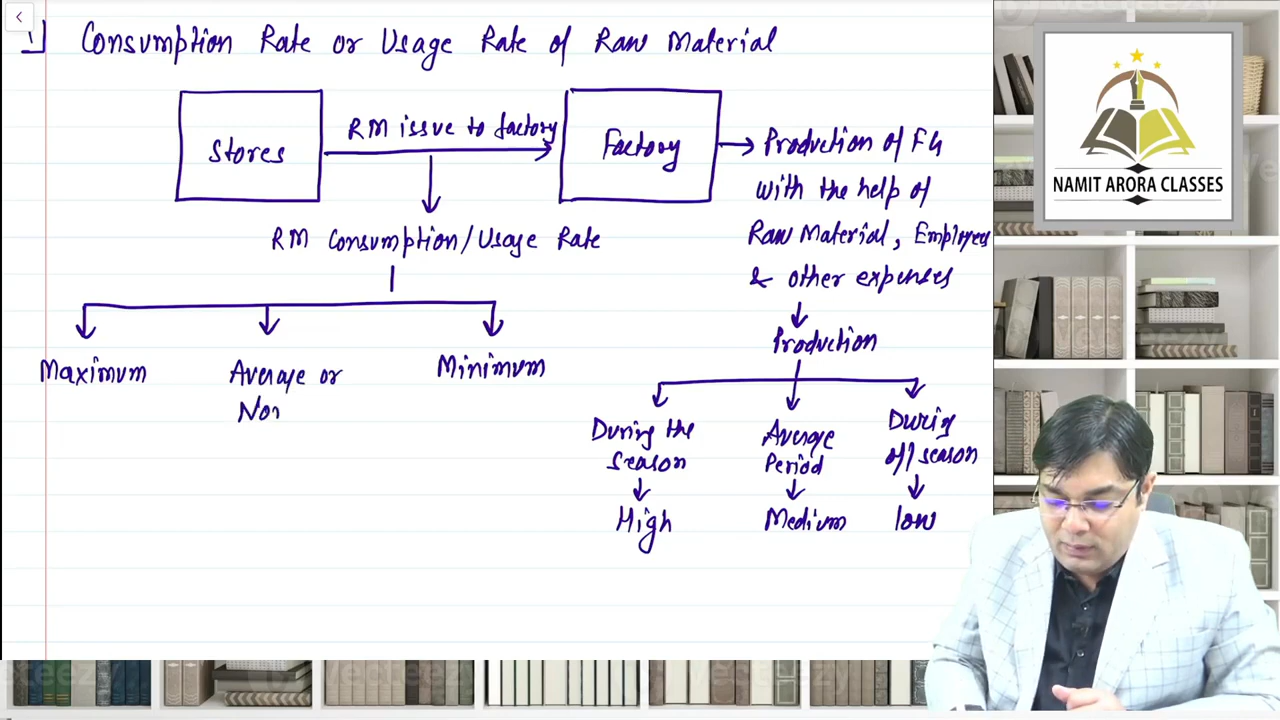 1) Consumption Rate or Usage Rate of Raw Material
Stores
RM issue to factory
Factory
Production of FG
with the help of
Raw Material, Employees
& other expenses
RM Consumption/Usage Rate
Maximum
Average or
Nor
Minimum
Production
During the
Season
High
Average
Period
Medium
During
off season
low
NAMIT ARORA CLASSES